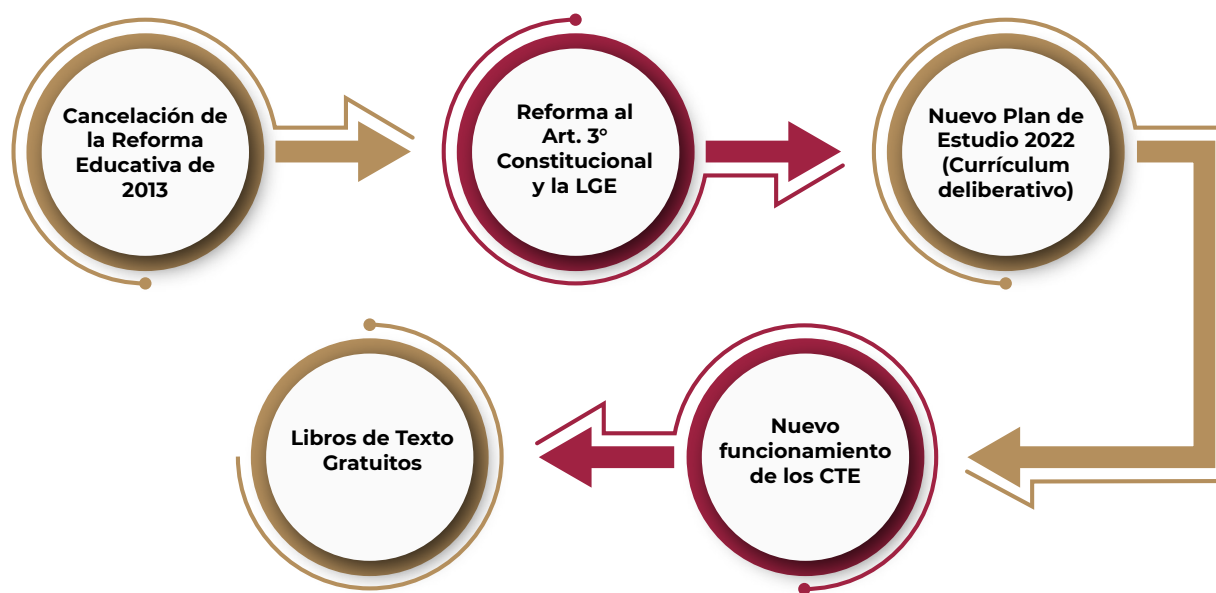 Cancelación de
la Reforma
Educativa de
2013
Reforma al
Art. 3°
Constitucional
y la LGE
Nuevo Plan de
Estudio 2022
(Currículum
deliberativo)
Nuevo
funcionamiento
de los CTE
Libros de Texto
Gratuitos